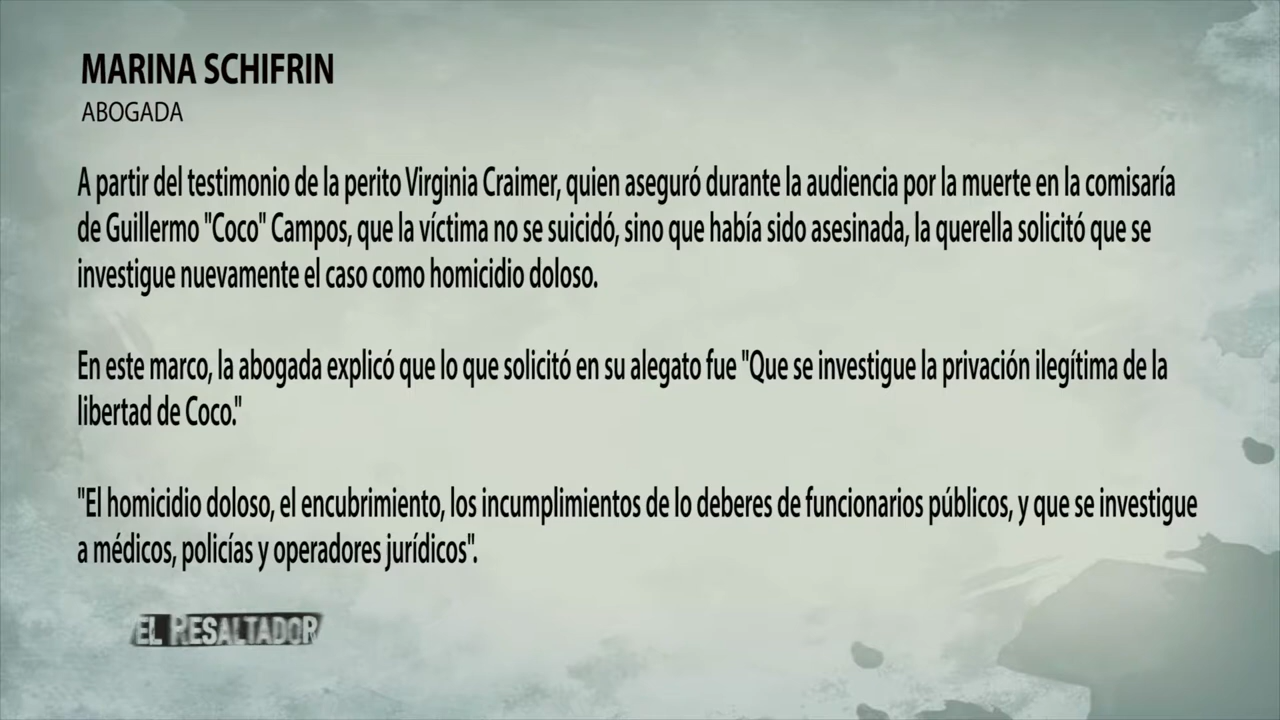 MARINA SCHIFRIN
ABOGADA
A partir del testimonio de la perito Virginia Craimer, quien aseguró durante la audiencia por la muerte en la comisaría
de Guillermo "Coco" Campos, que la víctima no se suicidó, sino que había sido asesinada, la querella solicitó que se
investigue nuevamente el caso como homicidio doloso.
En este marco, la abogada explicó que lo que solicitó en su alegato fue "Que se investigue la privación ilegítima de la
libertad de Coco."
"El homicidio doloso, el encubrimiento, los incumplimientos de lo deberes de funcionarios públicos, y que se investigue
a médicos, policías y operadores jurídicos".
EL RESALTADOR